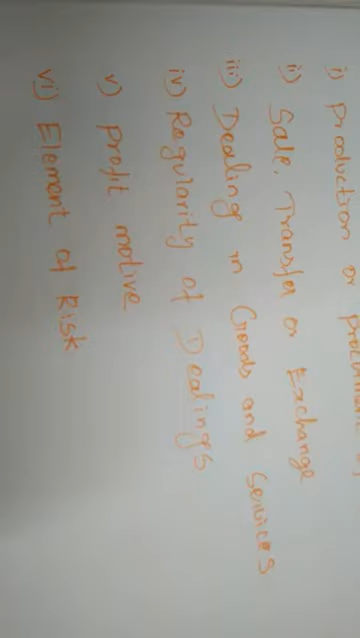 i) Production or
ii) Sale, Transfer or Exchange
iii) Dealing in Goods and Services
iv) Regularity of Dealings
v) Profit motive
vi) Element of Risk